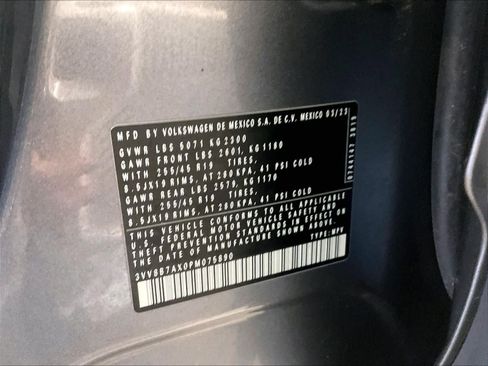 MFD BY VOLKSWAGEN DE MEXICO S.A. DE C.V. MEXICO 03/23
GVWR LBS 5071 KG 2300
GAWR FRONT LBS 2601, KG 1180
WITH 255/45 R19 TIRES,
8.5JX19 RIMS, AT 280 KPA, 41 PSI COLD
GAWR REAR LBS 2579, KG 1170
WITH 255/45 R19 TIRES,
8.5JX19 RIMS, AT 280 KPA, 41 PSI COLD
THIS VEHICLE CONFORMS TO ALL APPLICABLE
U.S. FEDERAL MOTOR VEHICLE SAFETY AND
THEFT PREVENTION STANDARDS IN EFFECT ON THE
DATE OF MANUFACTURE SHOWN ABOVE.
TYPE: MPV